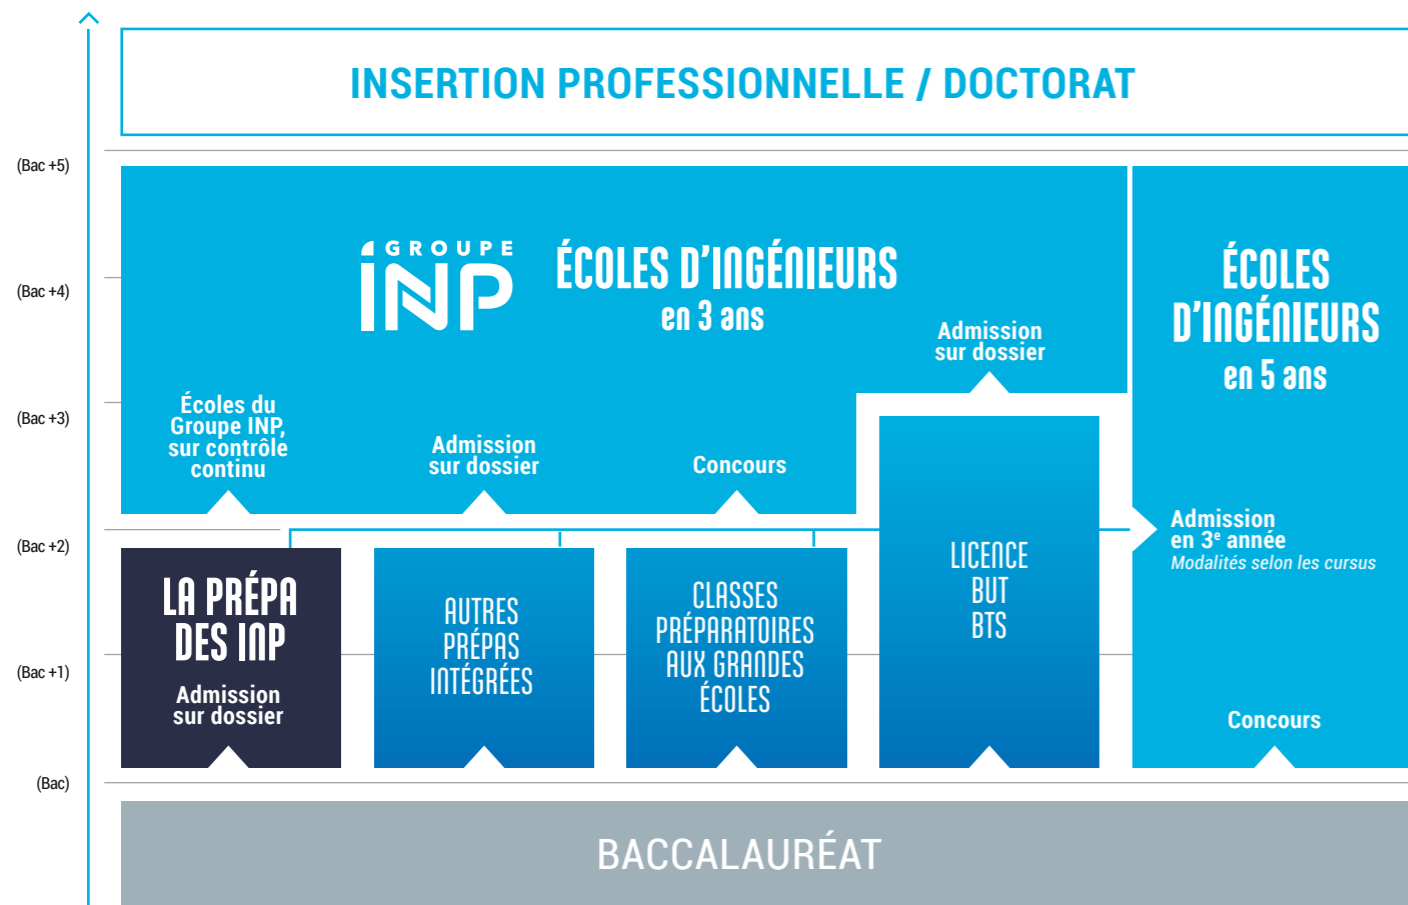 INSERTION PROFESSIONNELLE / DOCTORAT
(Bac +5)
GROUPE
INP
ÉCOLES D'INGÉNIEURS
en 3 ans
ÉCOLES
D'INGÉNIEURS
en 5 ans
(Bac +4)
Admission
sur dossier
(Bac +3)
Écoles du
Groupe INP,
sur contrôle
continu
Admission
sur dossier
Concours
Admission
en 3e année
Modalités selon les cursus
(Bac +2)
LA PRÉPA
DES INP
Admission
sur dossier
AUTRES
PRÉPAS
INTÉGRÉES
CLASSES
PRÉPARATOIRES
AUX GRANDES
ÉCOLES
LICENCE
BUT
BTS
(Bac +1)
Concours
(Bac)
BACCALAURÉAT